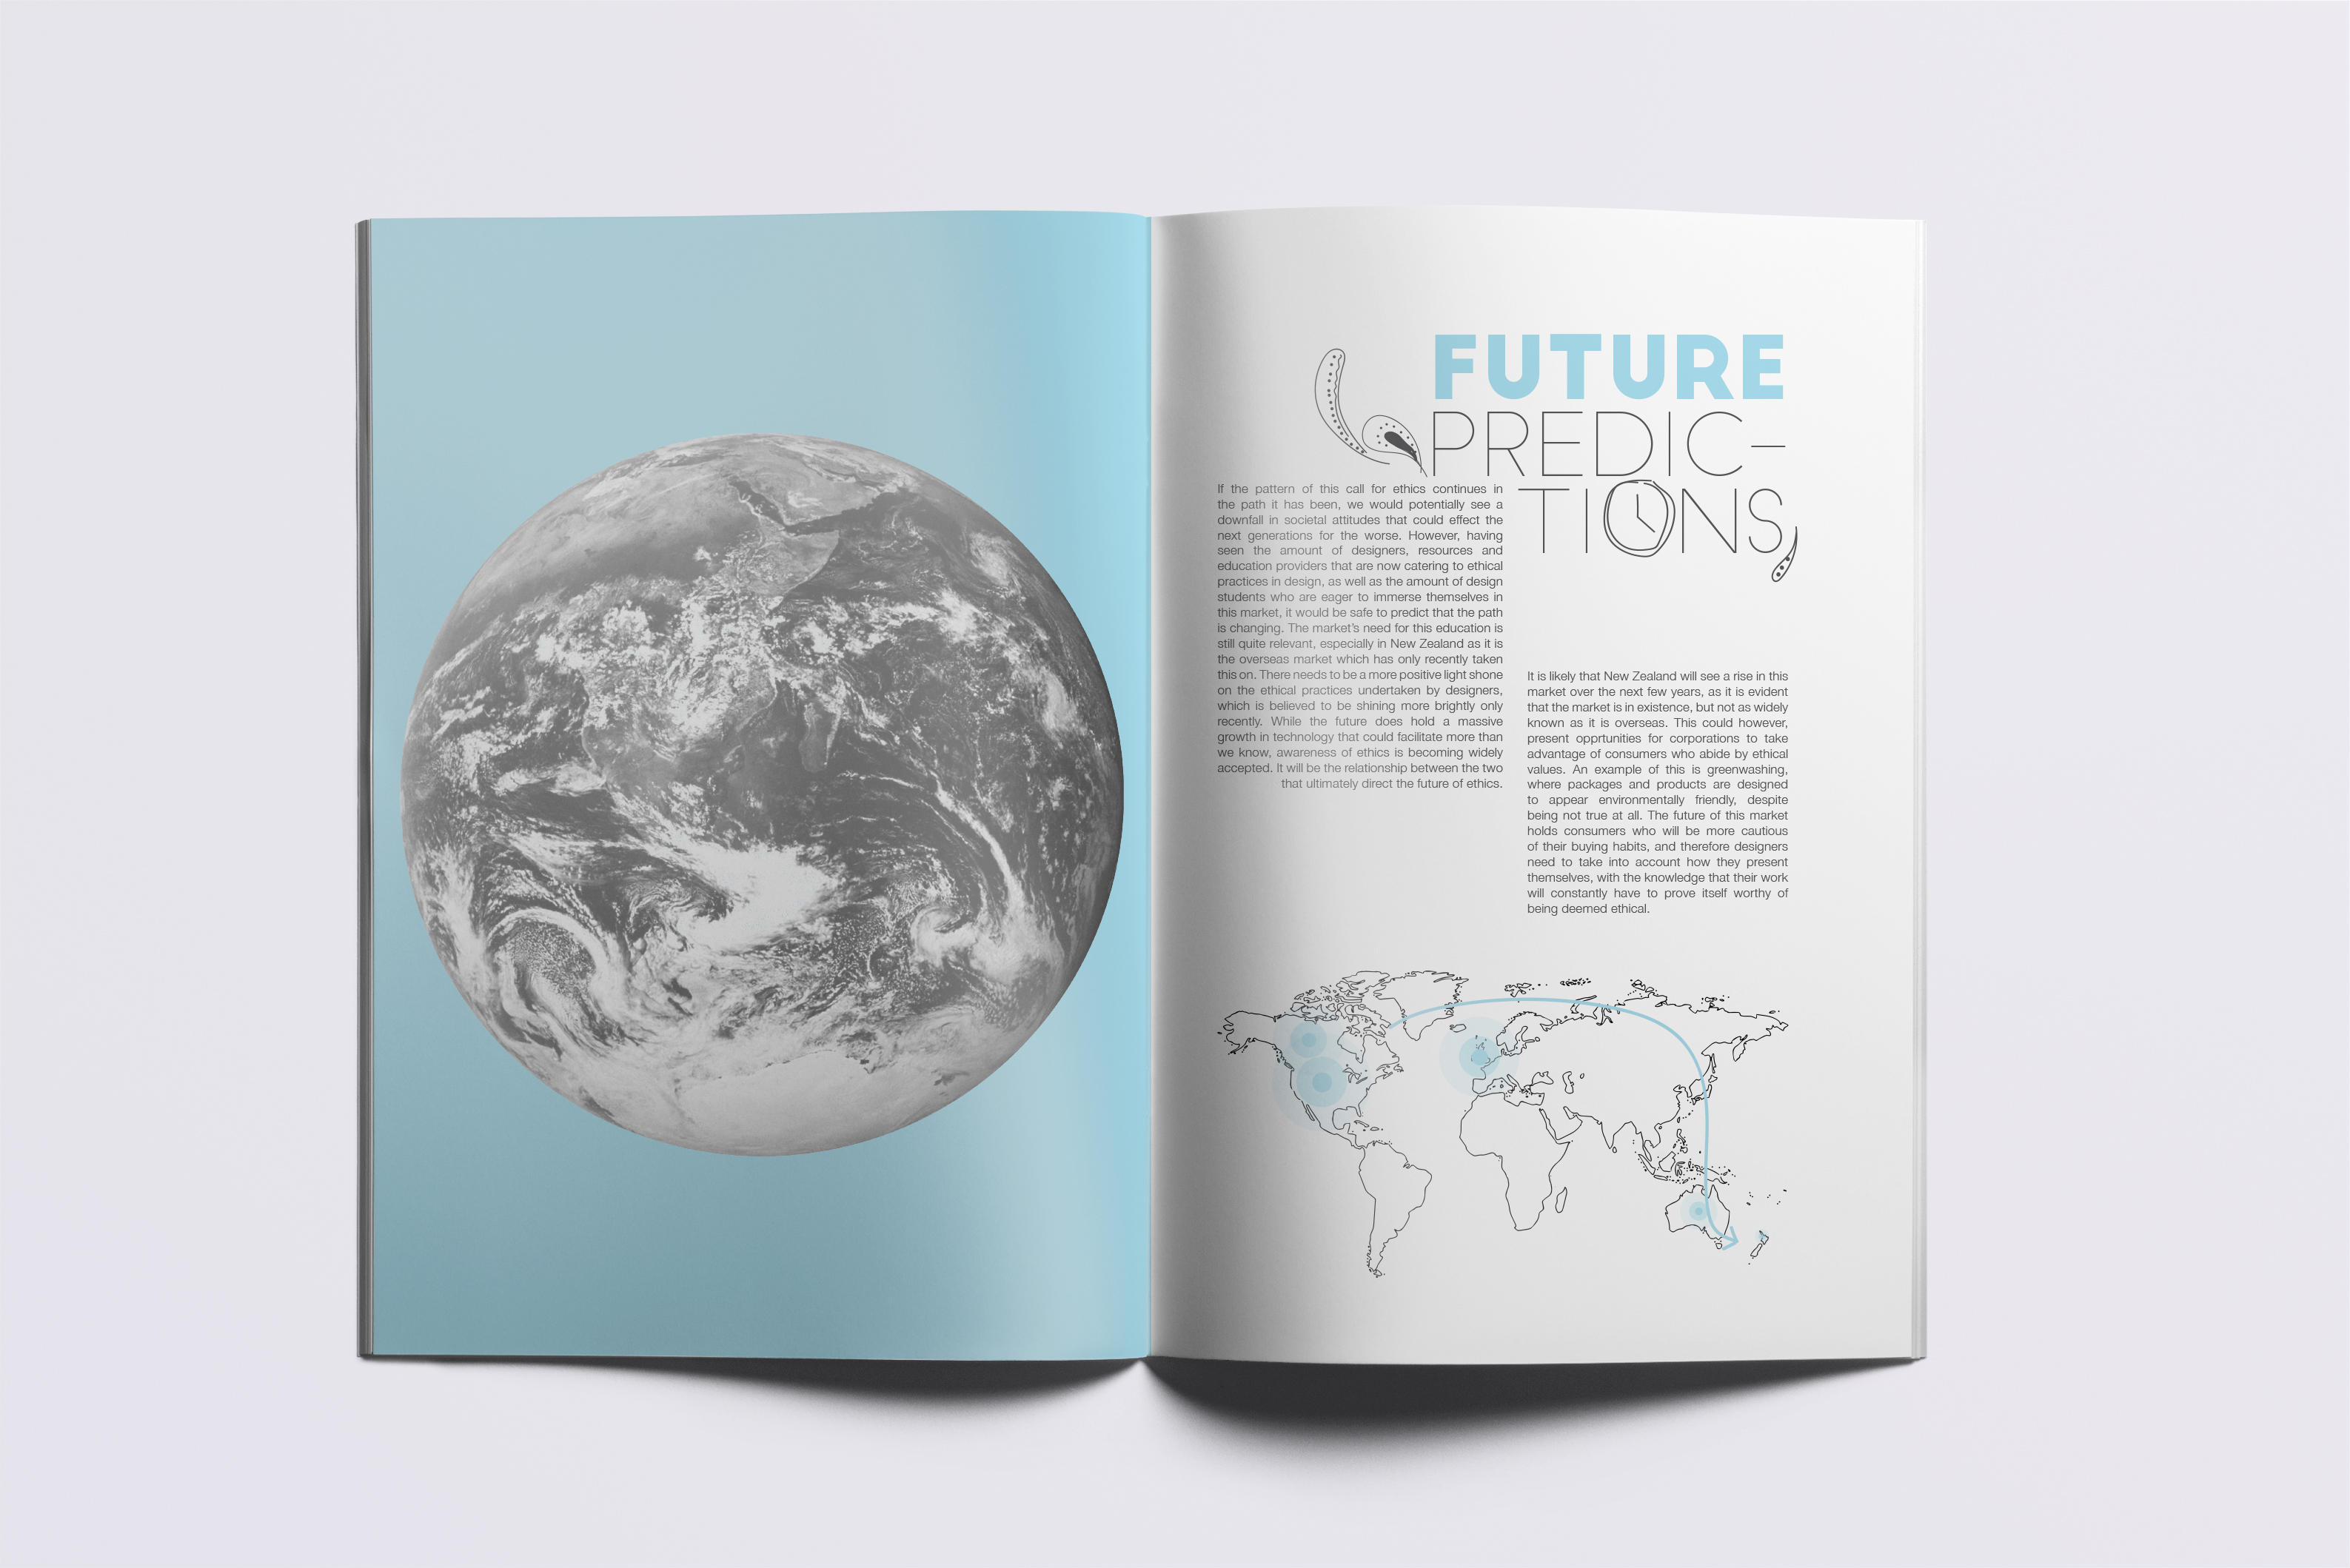 FUTURE
PREDIC-
TIONS
If the pattern of this call for ethics continues in
the path it has been, we would potentially see a
downfall in societal attitudes that could effect the
next generations for the worse. However, having
seen the amount of designers, resources and
education providers that are now catering to ethical
practices in design, as well as the amount of design
students who are eager to immerse themselves in
this market, it would be safe to predict that the path
is changing. The market's need for this education is
still quite relevant, especially in New Zealand as it is
the overseas market which has only recently taken
this on. There needs to be a more positive light shone
on the ethical practices undertaken by designers,
which is believed to be shining more brightly only
recently. While the future does hold a massive
growth in technology that could facilitate more than
we know, awareness of ethics is becoming widely
accepted. It will be the relationship between the two
that ultimately direct the future of ethics.
It is likely that New Zealand will see a rise in this
market over the next few years, as it is evident
that the market is in existence, but not as widely
known as it is overseas. This could however,
present opprtunities for corporations to take
advantage of consumers who abide by ethical
values. An example of this is greenwashing,
where packages and products are designed
to appear environmentally friendly, despite
being not true at all. The future of this market
holds consumers who will be more cautious
of their buying habits, and therefore designers
need to take into account how they present
themselves, with the knowledge that their work
will constantly have to prove itself worthy of
being deemed ethical.